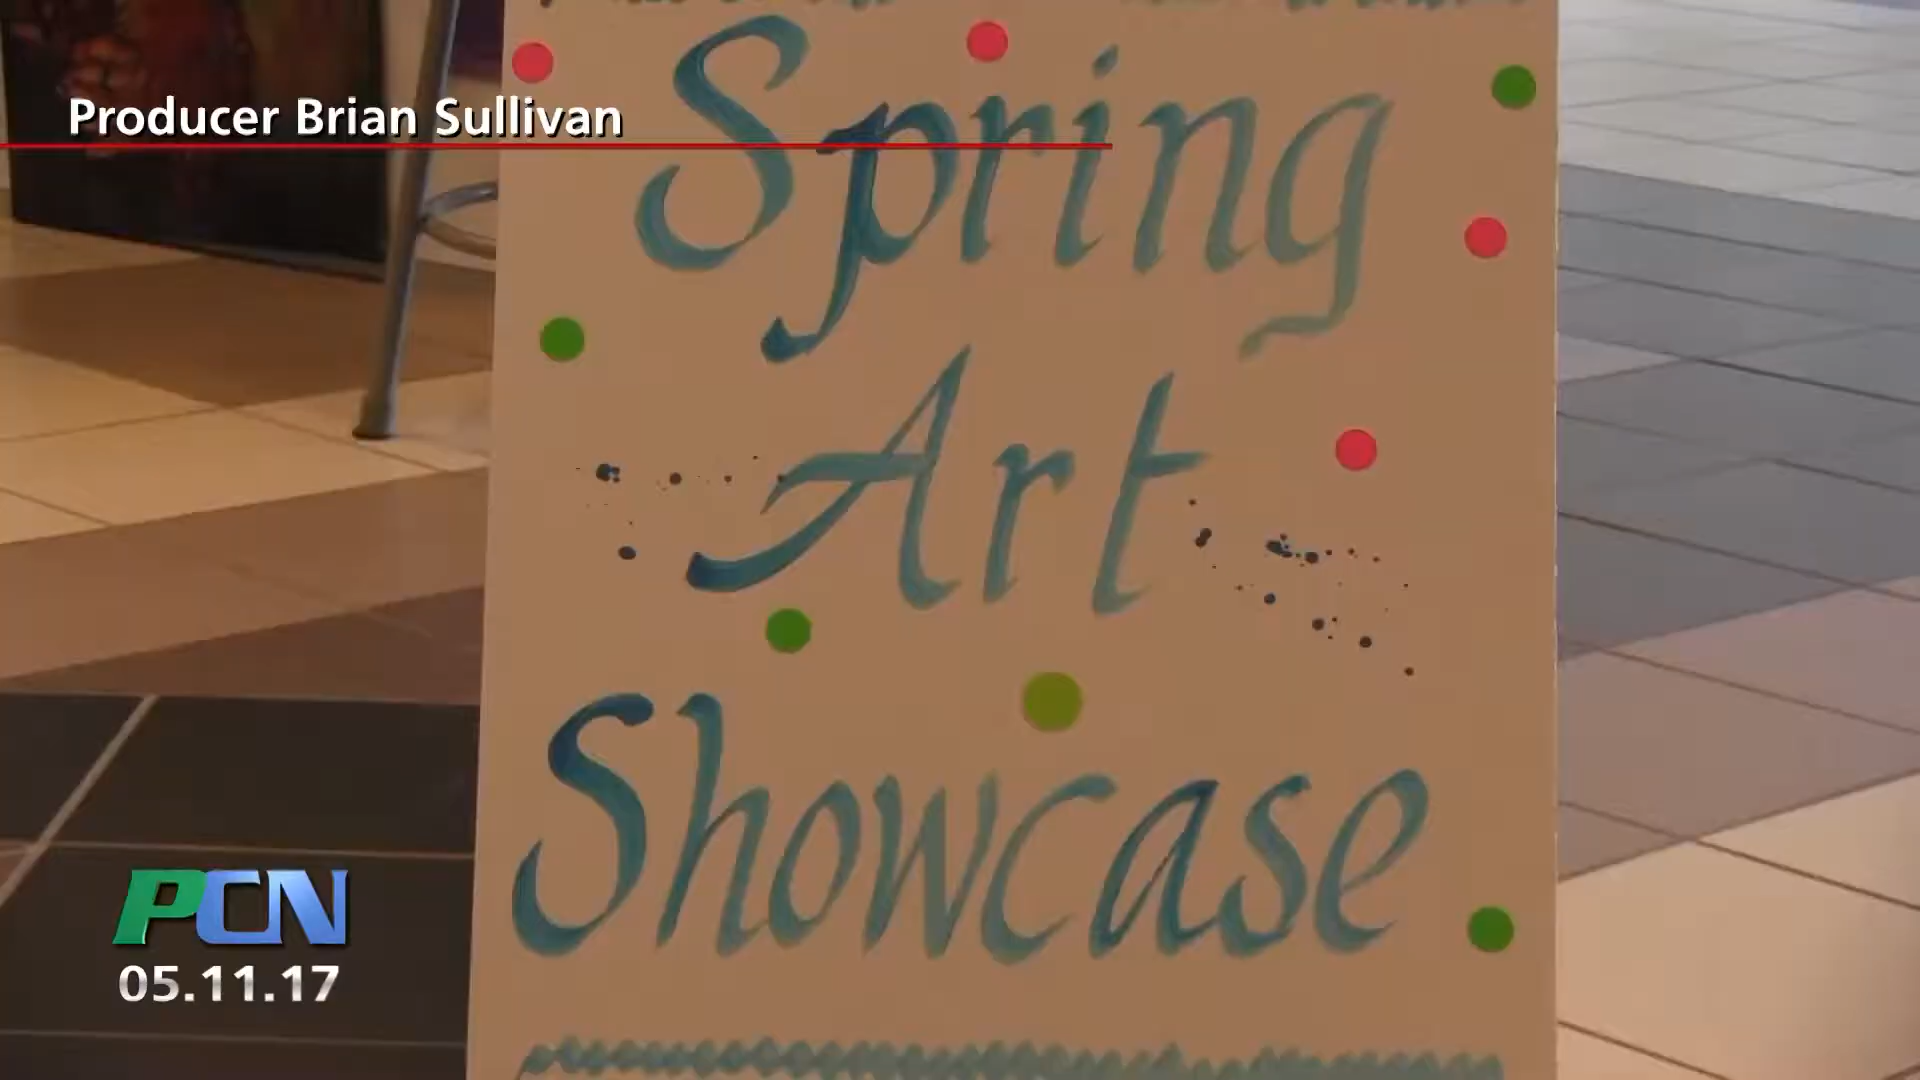 Producer Brian Sullivan
Spring
Art
Showcase
PCN
05.11.17